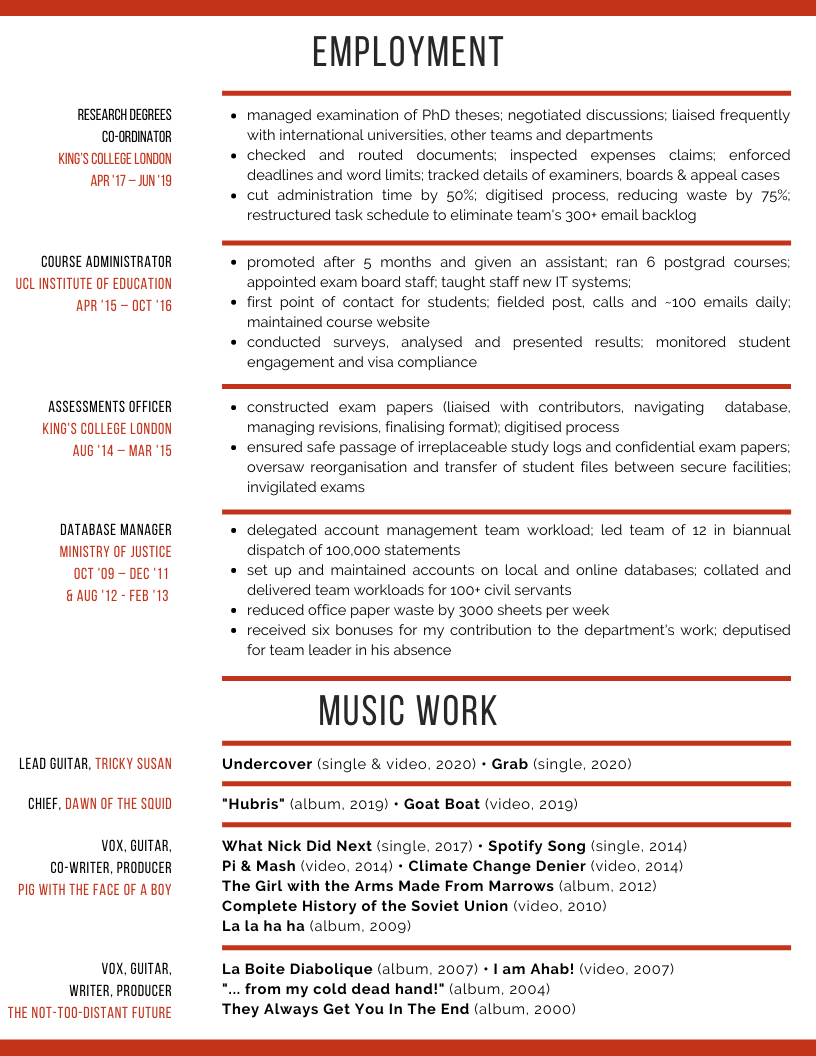 EMPLOYMENT
RESEARCH DEGREES
CO-ORDINATOR
KING'S COLLEGE LONDON
APR '17 – JUN '19
• managed examination of PhD theses; negotiated discussions; liaised frequently
with international universities, other teams and departments
• checked and routed documents; inspected expenses claims; enforced
deadlines and word limits; tracked details of examiners, boards & appeal cases
• cut administration time by 50%; digitised process, reducing waste by 75%;
restructured task schedule to eliminate team's 300+ email backlog
COURSE ADMINISTRATOR
UCL INSTITUTE OF EDUCATION
APR '15 – OCT '16
• promoted after 5 months and given an assistant; ran 6 postgrad courses;
appointed exam board staff; taught staff new IT systems;
• first point of contact for students; fielded post, calls and ~100 emails daily;
maintained course website
• conducted surveys, analysed and presented results; monitored student
engagement and visa compliance
ASSESSMENTS OFFICER
KING'S COLLEGE LONDON
AUG '14 – MAR '15
• constructed exam papers (liaised with contributors, navigating database,
managing revisions, finalising format); digitised process
• ensured safe passage of irreplaceable study logs and confidential exam papers;
oversaw reorganisation and transfer of student files between secure facilities;
invigilated exams
DATABASE MANAGER
MINISTRY OF JUSTICE
OCT '09 – DEC '11
& AUG '12 - FEB '13
• delegated account management team workload; led team of 12 in biannual
dispatch of 100,000 statements
• set up and maintained accounts on local and online databases; collated and
delivered team workloads for 100+ civil servants
• reduced office paper waste by 3000 sheets per week
• received six bonuses for my contribution to the department's work; deputised
for team leader in his absence
MUSIC WORK
LEAD GUITAR, TRICKY SUSAN
Undercover (single & video, 2020) • Grab (single, 2020)
CHIEF, DAWN OF THE SQUID
"Hubris" (album, 2019) • Goat Boat (video, 2019)
VOX, GUITAR,
CO-WRITER, PRODUCER
PIG WITH THE FACE OF A BOY
What Nick Did Next (single, 2017) • Spotify Song (single, 2014)
Pi & Mash (video, 2014) • Climate Change Denier (video, 2014)
The Girl with the Arms Made From Marrows (album, 2012)
Complete History of the Soviet Union (video, 2010)
La la ha ha (album, 2009)
VOX, GUITAR,
WRITER, PRODUCER
THE NOT-TOO-DISTANT FUTURE
La Boite Diabolique (album, 2007) • I am Ahab! (video, 2007)
"... from my cold dead hand!" (album, 2004)
They Always Get You In The End (album, 2000)